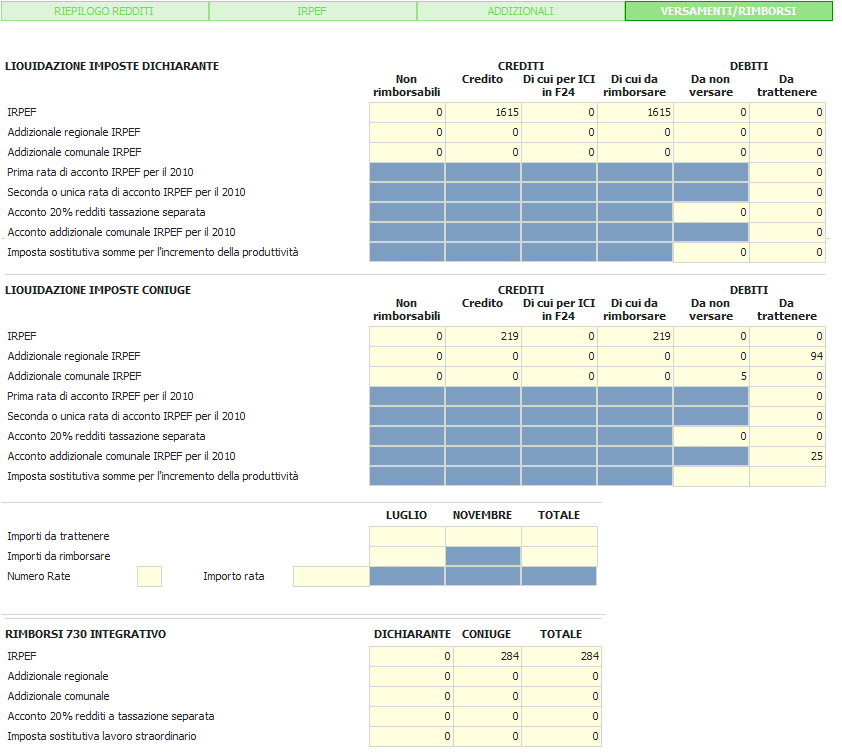 RIEPILOGO REDDITI IRPEF ADDIZIONALI VERSAMENTI/RIMBORSI
LIQUIDAZIONE IMPOSTE DICHIARANTE CREDITI DEBITI
Non rimborsabili Credito Di cui per ICI in F24 Di cui da rimborsare Da non versare Da trattenere
IRPEF 0 1615 0 1615 0 0
Addizionale regionale IRPEF 0 0 0 0 0 0
Addizionale comunale IRPEF 0 0 0 0 0 0
Prima rata di acconto IRPEF per il 2010 0
Seconda o unica rata di acconto IRPEF per il 2010 0
Acconto 20% redditi tassazione separata 0 0
Acconto addizionale comunale IRPEF per il 2010 0
Imposta sostitutiva somme per l'incremento della produttività 0 0
LIQUIDAZIONE IMPOSTE CONIUGE CREDITI DEBITI
Non rimborsabili Credito Di cui per ICI in F24 Di cui da rimborsare Da non versare Da trattenere
IRPEF 0 219 0 219 0 0
Addizionale regionale IRPEF 0 0 0 0 0 94
Addizionale comunale IRPEF 0 0 0 0 5 0
Prima rata di acconto IRPEF per il 2010 0
Seconda o unica rata di acconto IRPEF per il 2010 0
Acconto 20% redditi tassazione separata 0 0
Acconto addizionale comunale IRPEF per il 2010 25
Imposta sostitutiva somme per l'incremento della produttività
LUGLIO NOVEMBRE TOTALE
Importi da trattenere
Importi da rimborsare
Numero Rate Importo rata
RIMBORSI 730 INTEGRATIVO DICHIARANTE CONIUGE TOTALE
IRPEF 0 284 284
Addizionale regionale 0 0 0
Addizionale comunale 0 0 0
Acconto 20% redditi a tassazione separata 0 0 0
Imposta sostitutiva lavoro straordinario 0 0 0